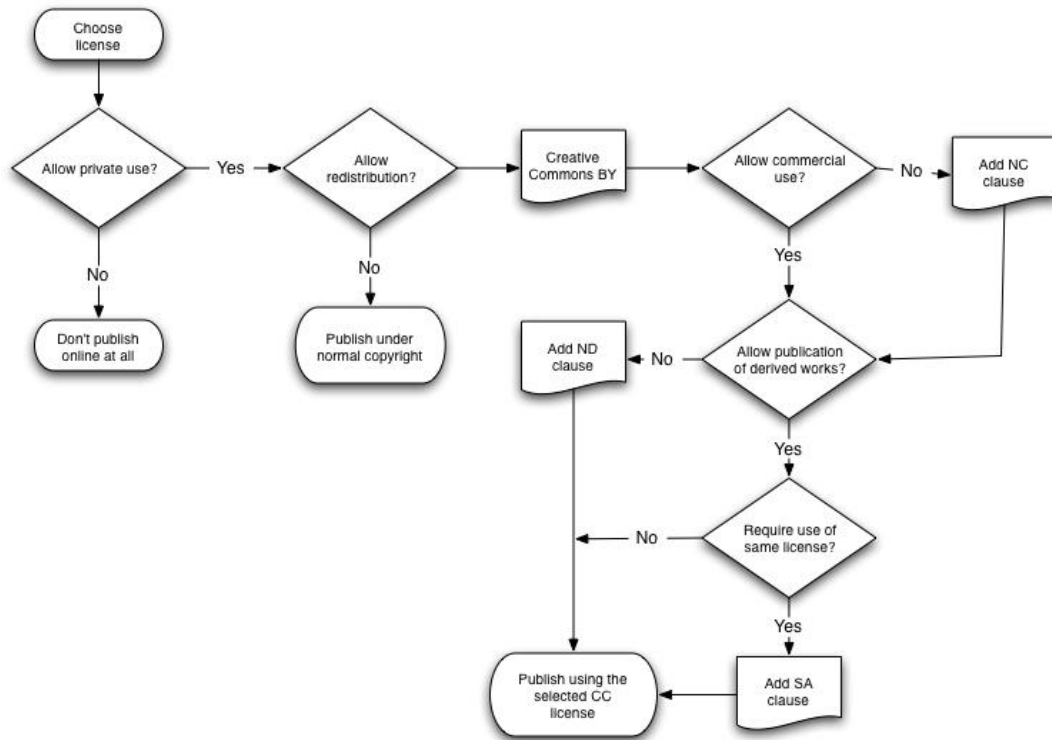 Choose
license
Allow private use?
Yes
Allow
redistribution?
Creative
Commons BY
Allow commercial
use?
No
Add NC
clause
No
No
Yes
Don't publish
online at all
Publish under
normal copyright
Add ND
clause
No
Allow publication
of derived works?
Yes
No
Require use of
same license?
Yes
Publish using the
selected CC
license
Add SA
clause